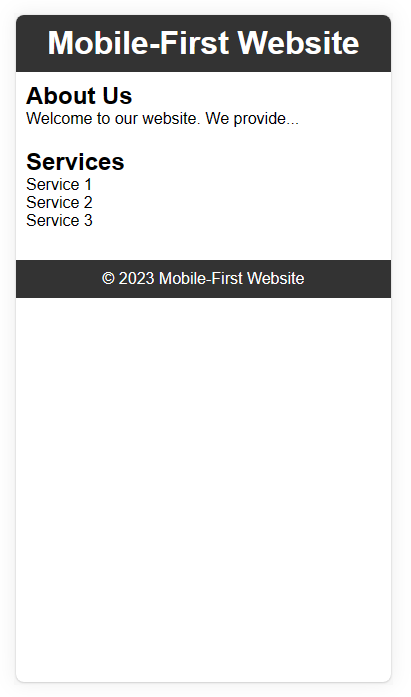 Mobile-First Website
About Us
Welcome to our website. We provide...
Services
Service 1
Service 2
Service 3
© 2023 Mobile-First Website